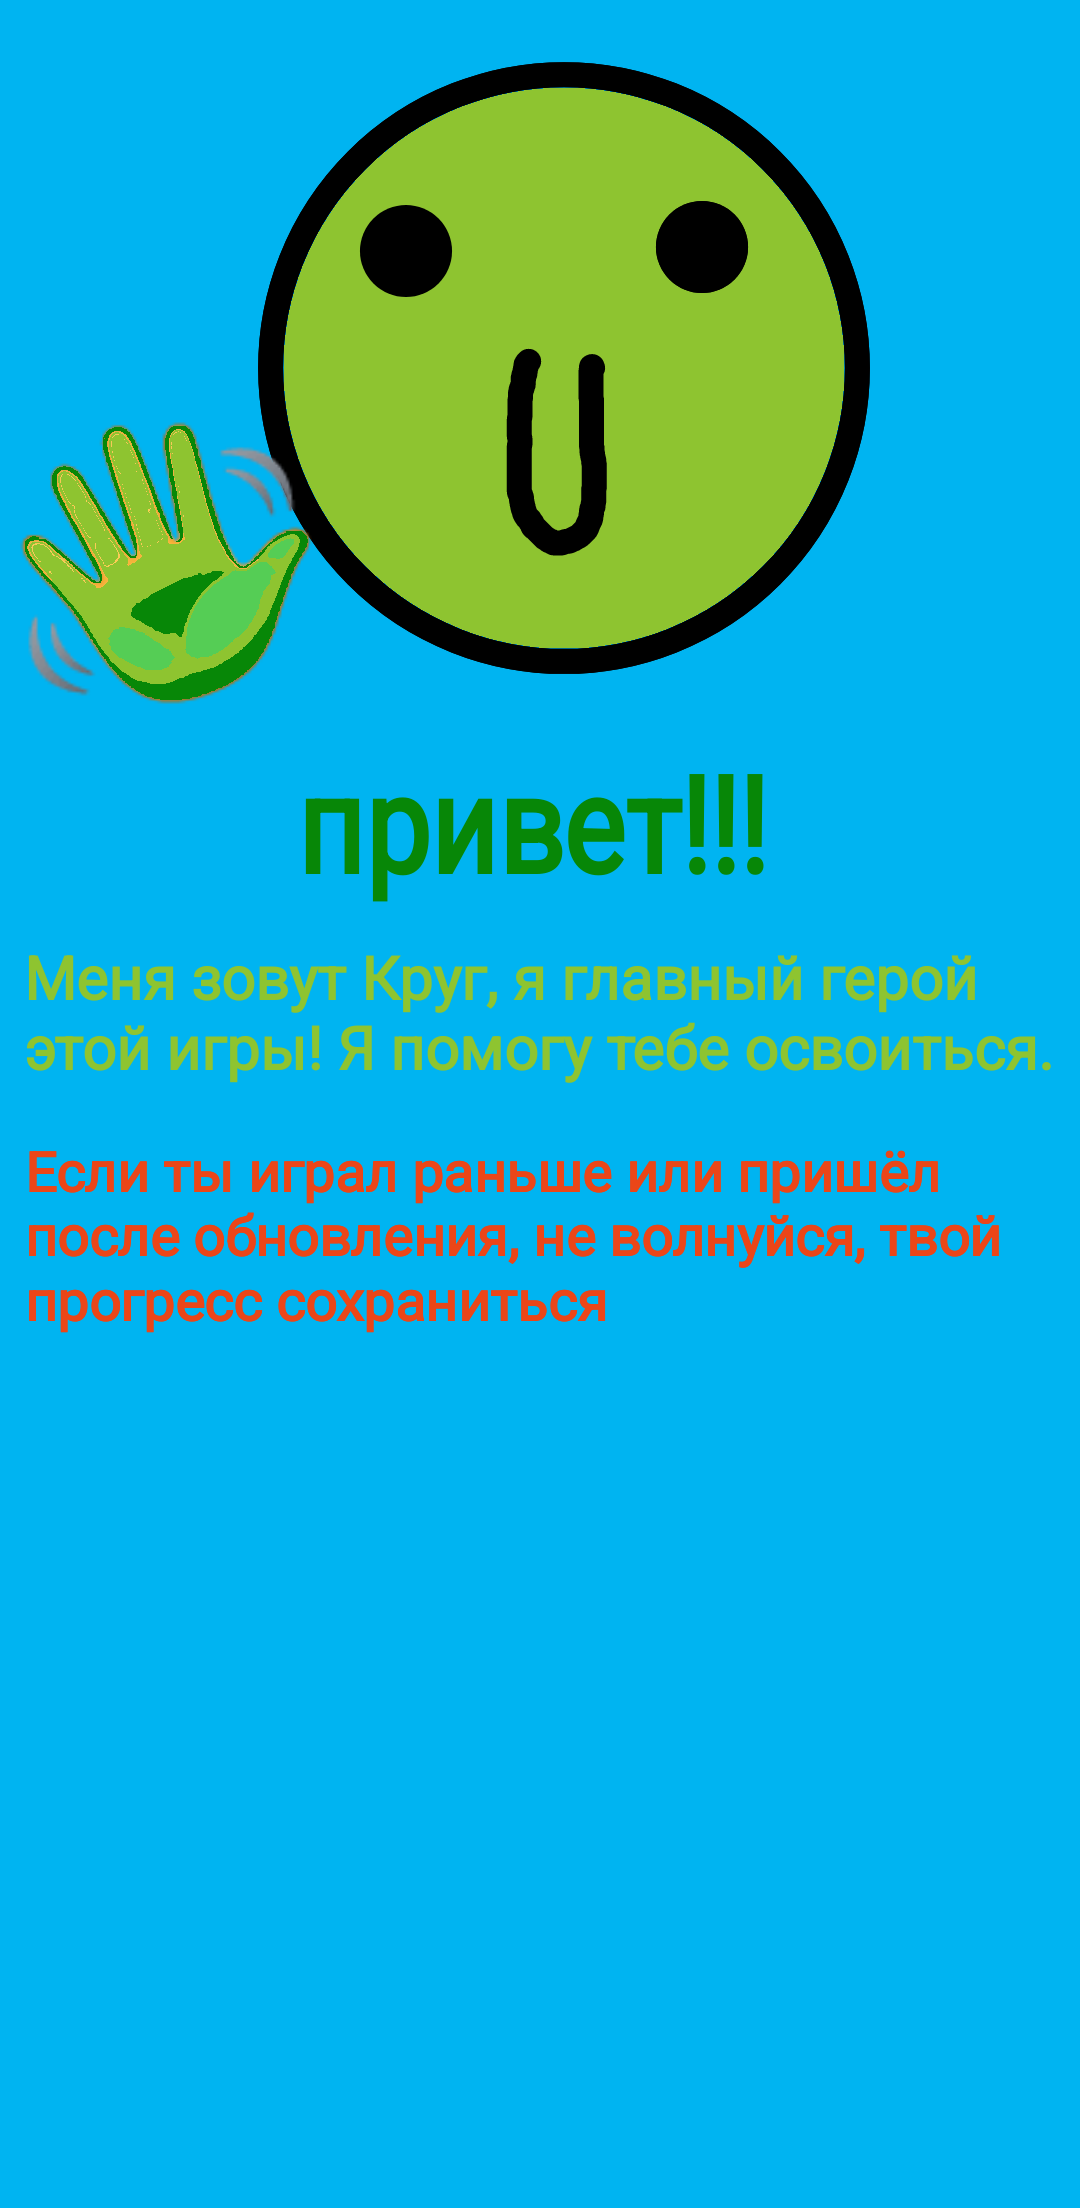 привет!!!
Меня зовут Круг, я главный герой
этой игры! Я помогу тебе освоиться.
Если ты играл раньше или пришёл
после обновления, не волнуйся, твой
прогресс сохраниться